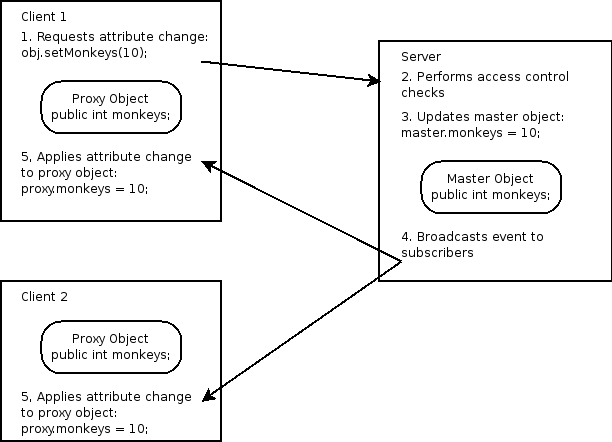 Client 1
1. Requests attribute change:
obj.setMonkeys(10);
Proxy Object
public int monkeys;
5, Applies attribute change
to proxy object:
proxy.monkeys = 10;
Server
2. Performs access control
checks
3. Updates master object:
master.monkeys = 10;
Master Object
public int monkeys;
4. Broadcasts event to
subscribers
Client 2
Proxy Object
public int monkeys;
5, Applies attribute change
to proxy object:
proxy.monkeys = 10;